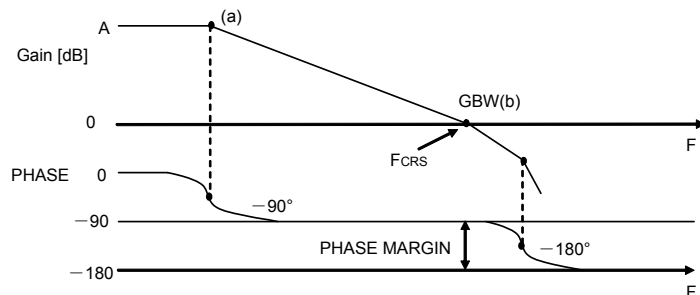 (a)
A
Gain [dB]
GBW(b)
0
F
FCRS
0
PHASE
−90°
−90
PHASE MARGIN
−180°
−180
F